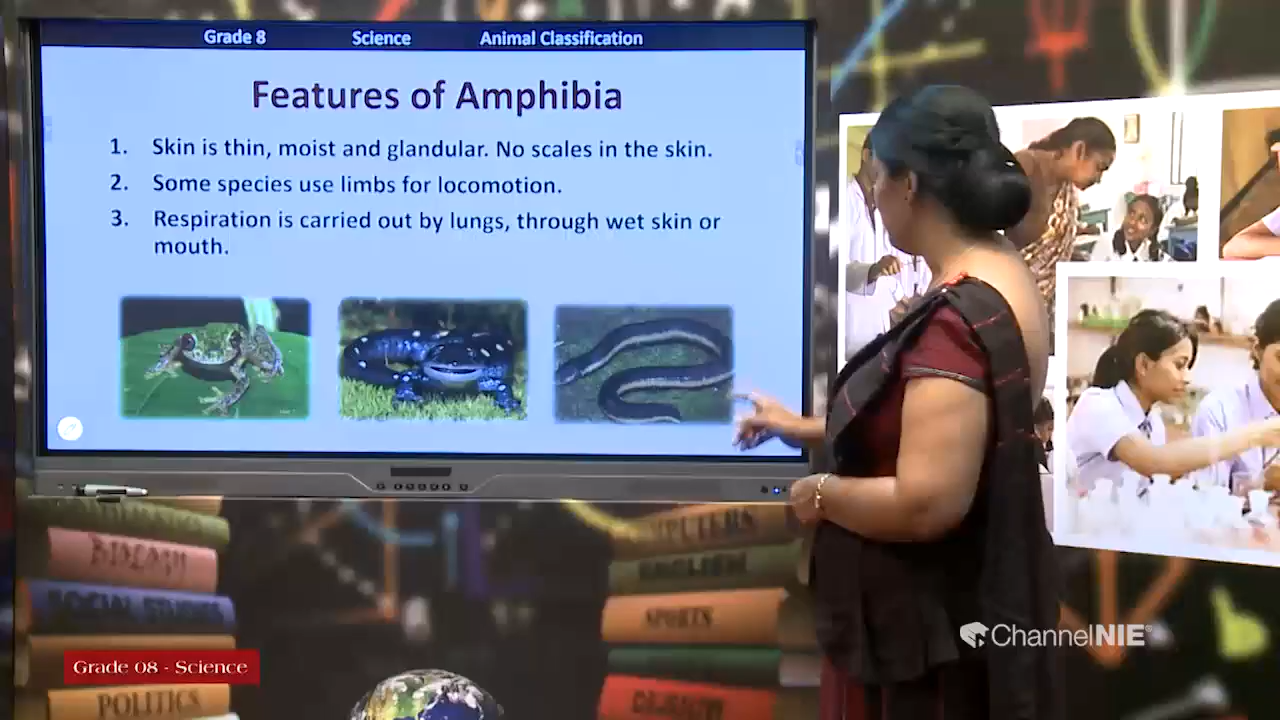 Grade 8 Science Animal Classification
Features of Amphibia
1. Skin is thin, moist and glandular. No scales in the skin.
2. Some species use limbs for locomotion.
3. Respiration is carried out by lungs, through wet skin or
mouth.
BIOLOGY
SOCIAL STUDIES
POLITICS
ENGLISH
SPORTS
Grade 08 - Science
ChannelNIE®